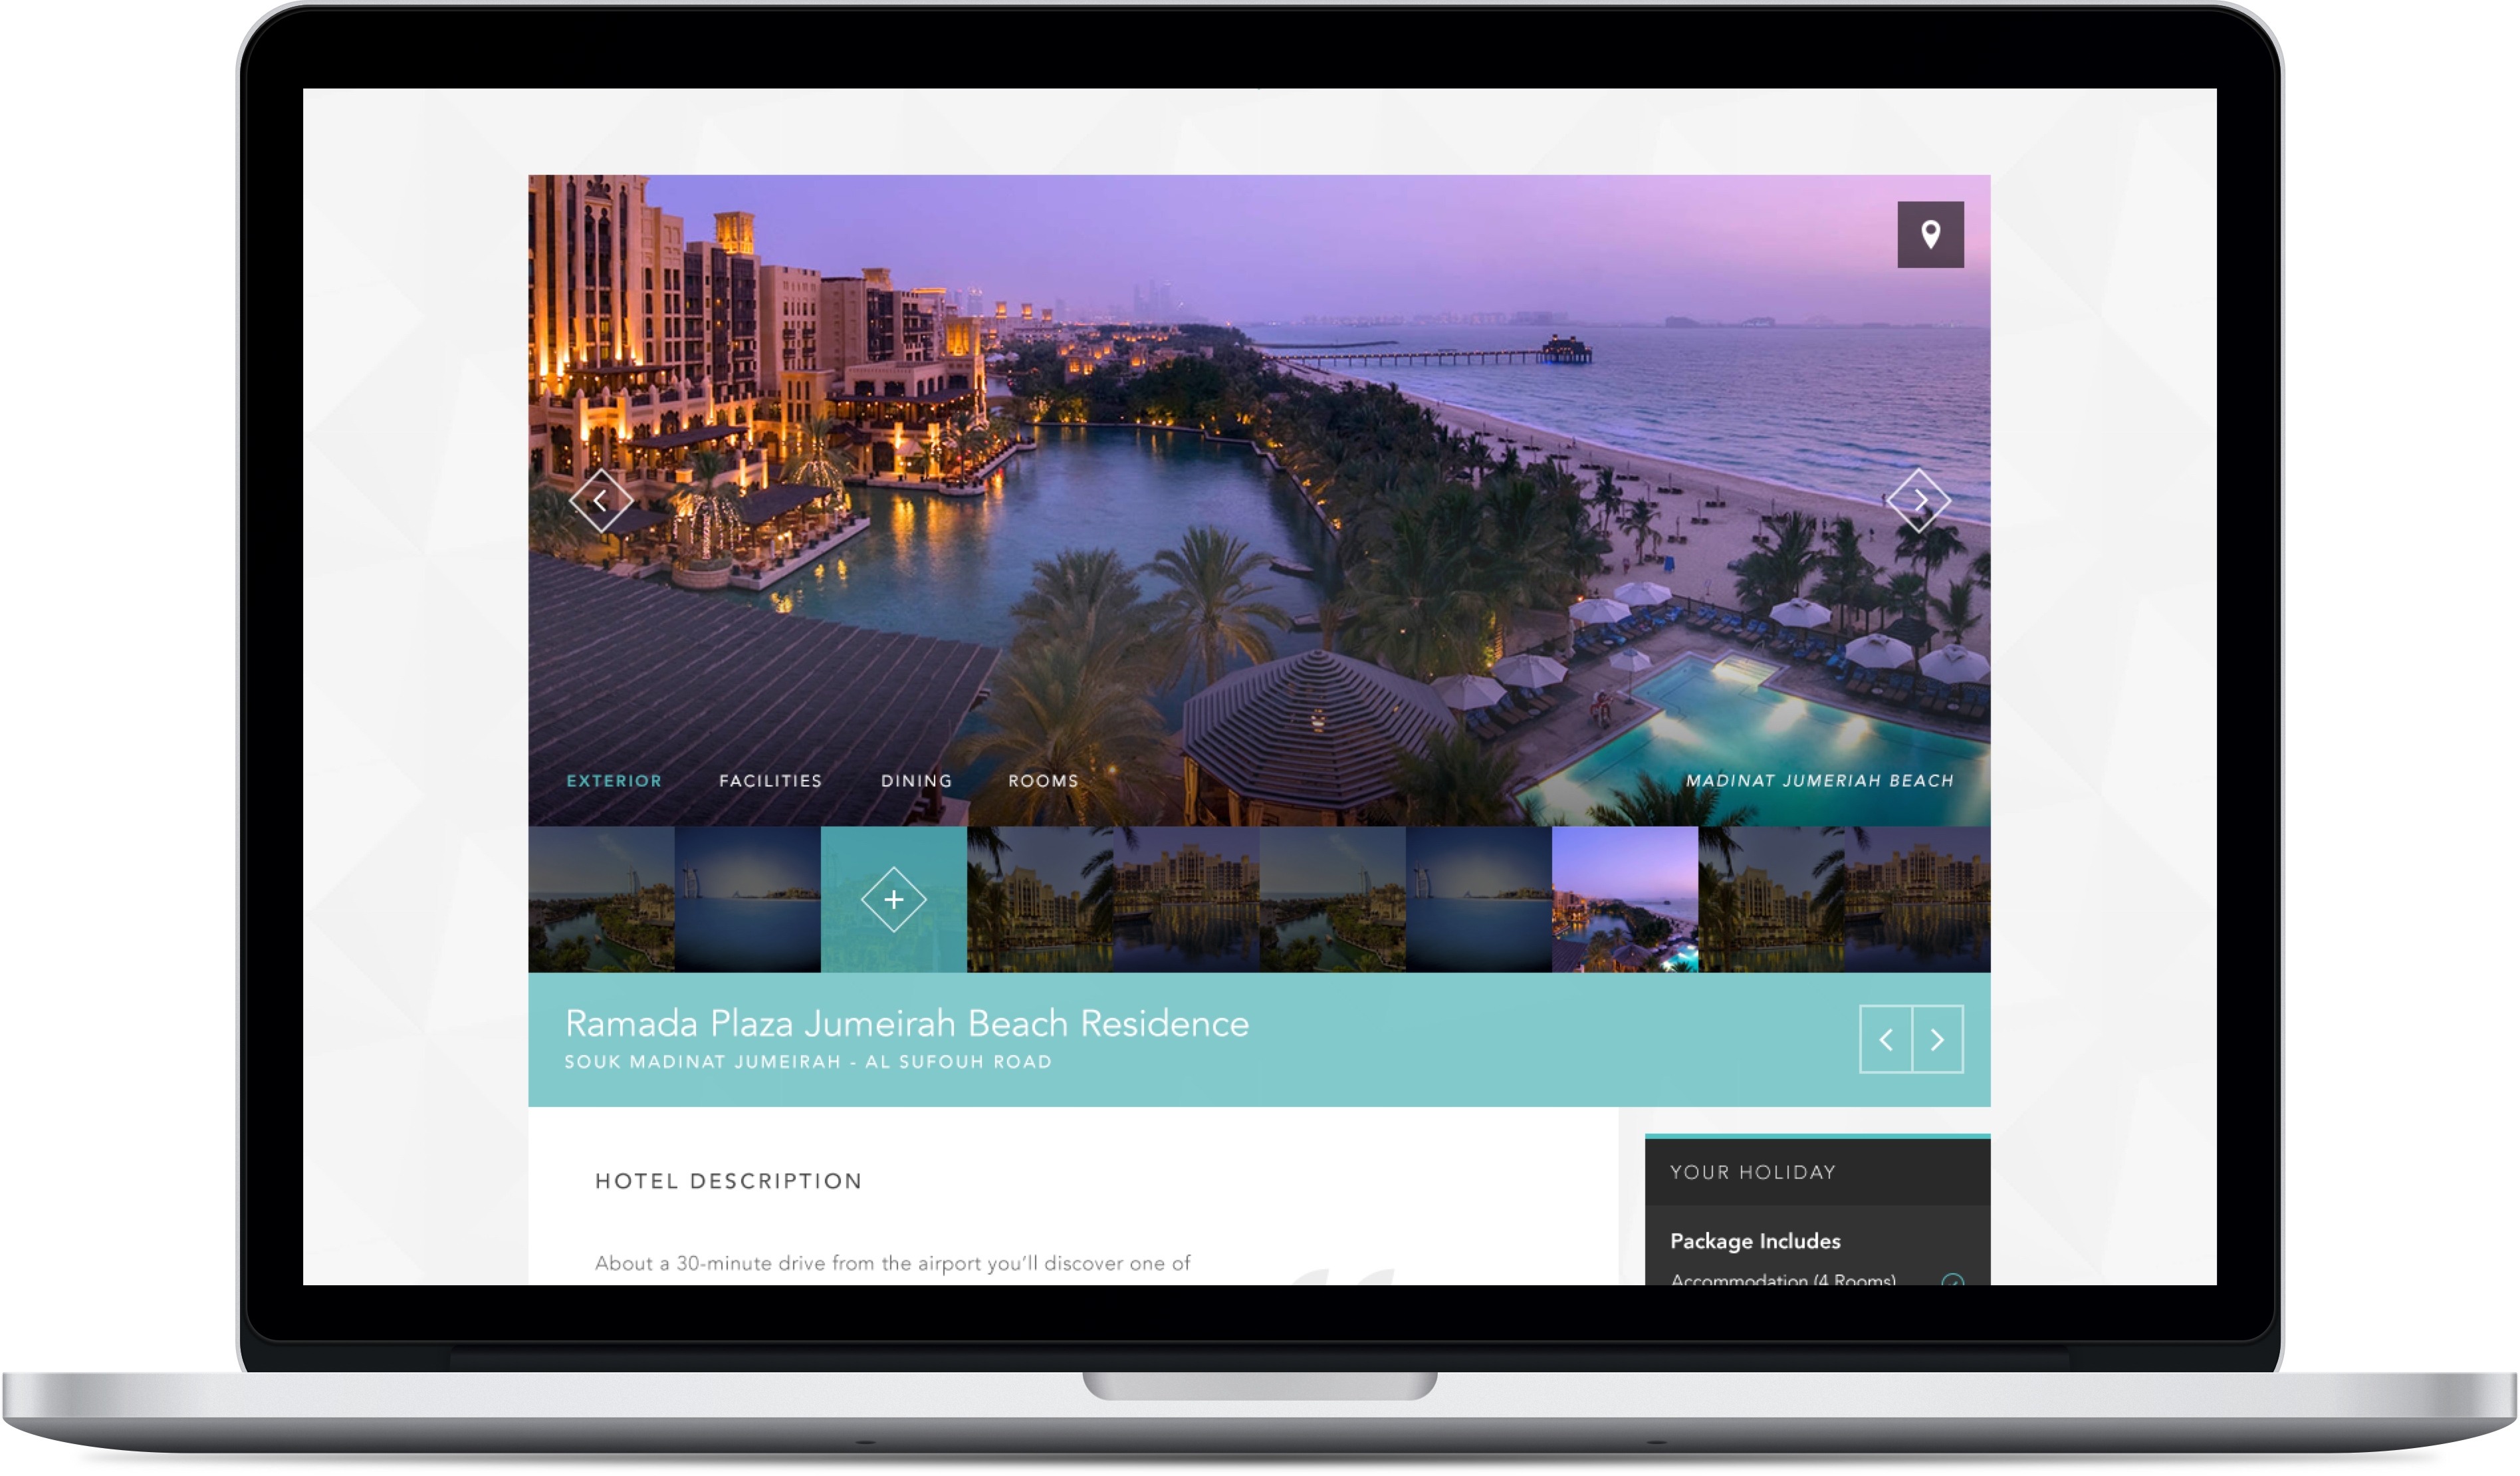 EXTERIOR FACILITIES DINING ROOMS MADINAT JUMERIAH BEACH
Ramada Plaza Jumeirah Beach Residence
SOUK MADINAT JUMEIRAH - AL SUFOUH ROAD
HOTEL DESCRIPTION
About a 30-minute drive from the airport you'll discover one of
YOUR HOLIDAY
Package Includes
Accommodation (4 Rooms)